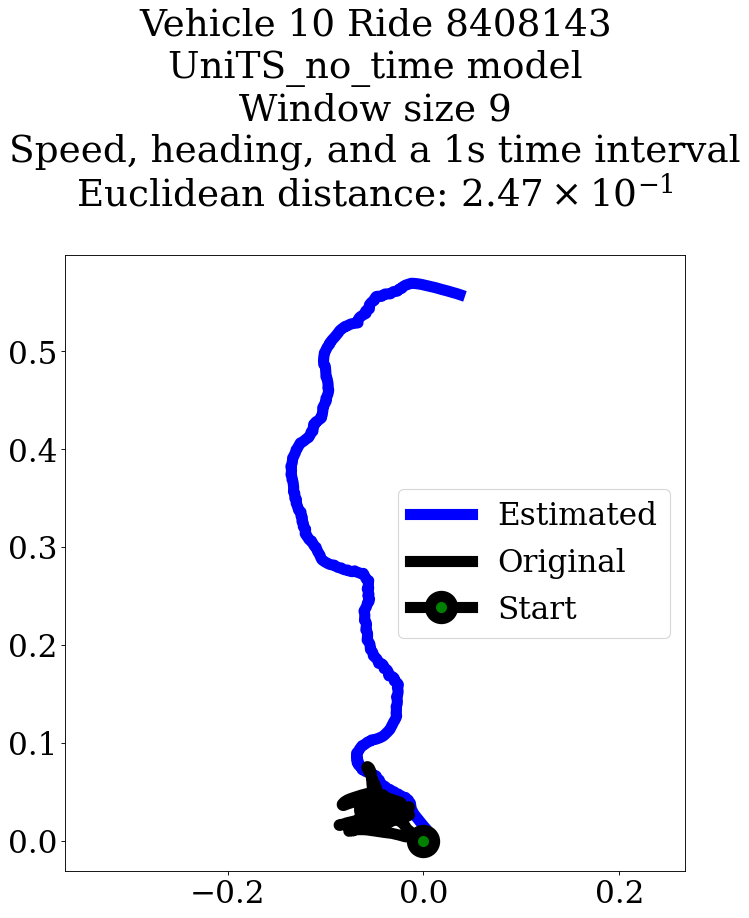 Vehicle 10 Ride 8408143
UniTS_no_time model
Window size 9
Speed, heading, and a 1s time interval
Euclidean distance: 2.47 × 10⁻¹
0.5
0.4
0.3
0.2
0.1
0.0
Estimated
Original
Start
−0.2 0.0 0.2